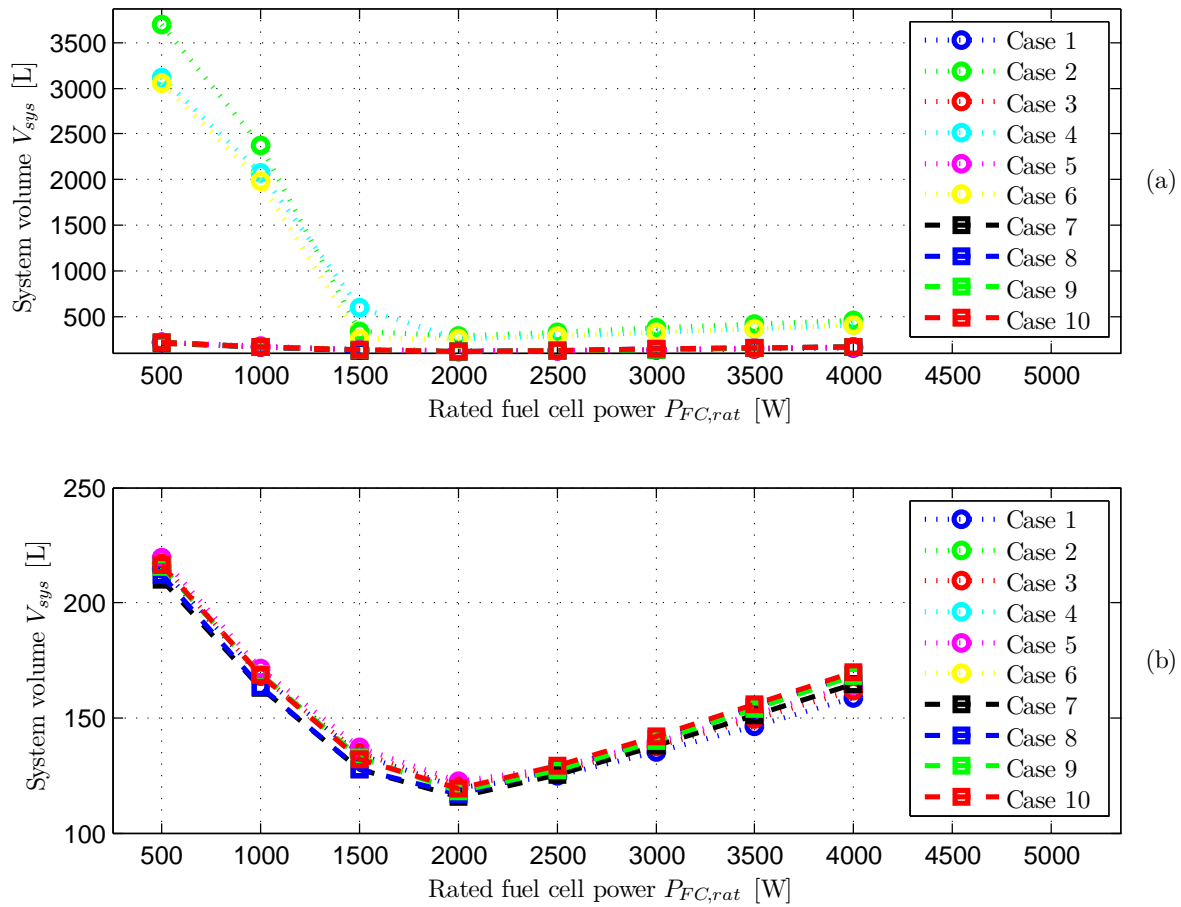 3500
3000
2500
2000
1500
1000
500
System volume V_sys [L]
500 1000 1500 2000 2500 3000 3500 4000 4500 5000
Rated fuel cell power P_FC,rat [W]
Case 1
Case 2
Case 3
Case 4
Case 5
Case 6
Case 7
Case 8
Case 9
Case 10
(a)
250
200
150
100
System volume V_sys [L]
500 1000 1500 2000 2500 3000 3500 4000 4500 5000
Rated fuel cell power P_FC,rat [W]
Case 1
Case 2
Case 3
Case 4
Case 5
Case 6
Case 7
Case 8
Case 9
Case 10
(b)